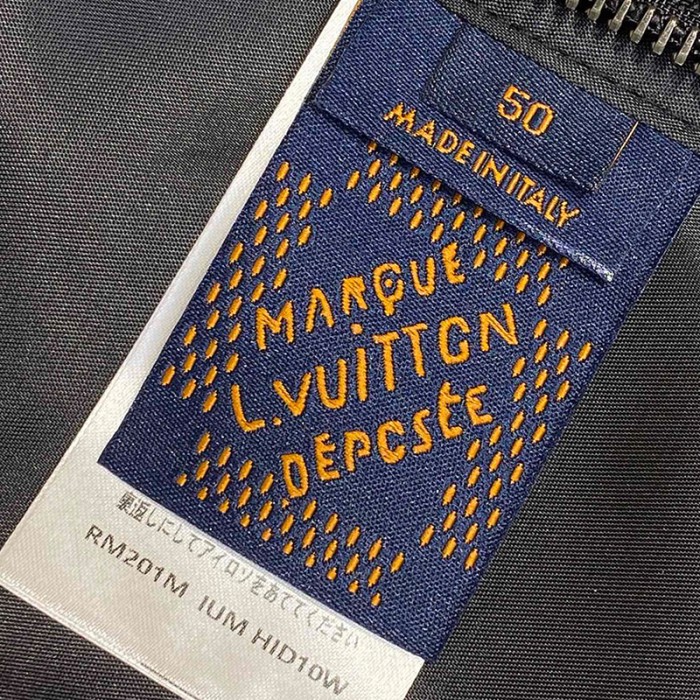 50
MADE IN ITALY
MARQUE
L.VUITTON
DÉPOSÉE
裏返しにしてアイロンをあててください
RM201M IUM HID10W